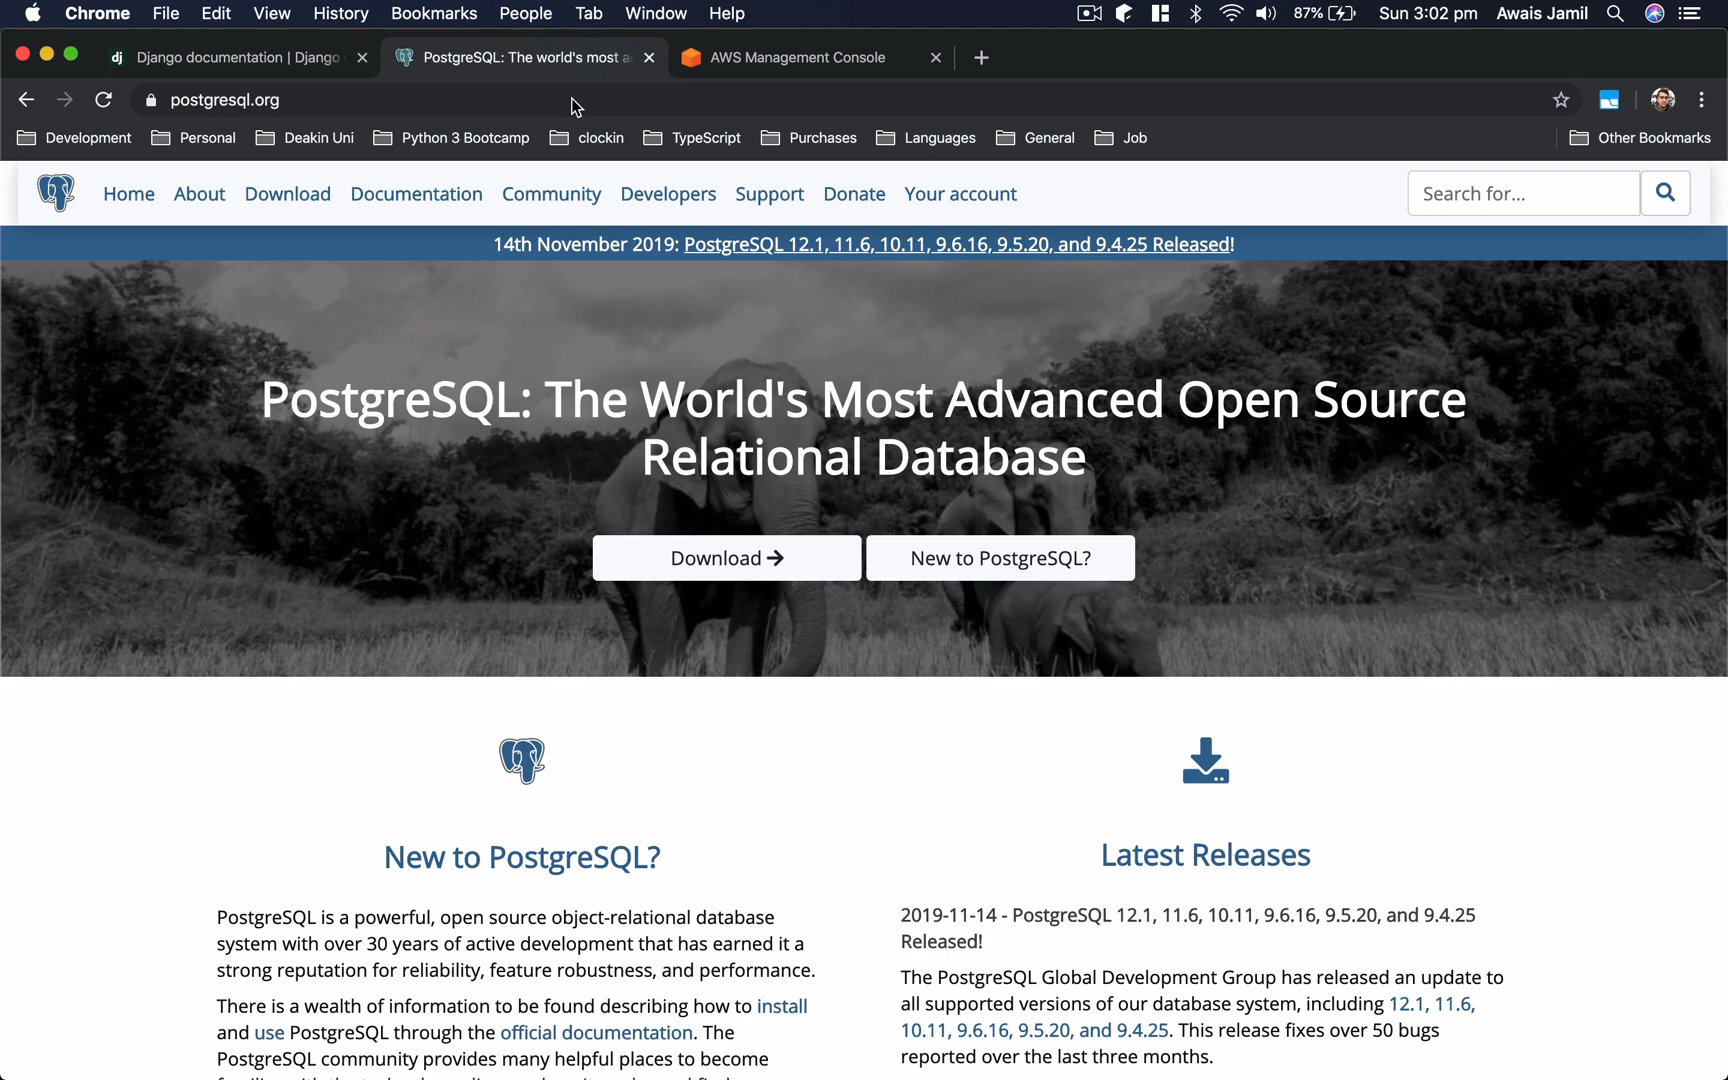 Chrome File Edit View History Bookmarks People Tab Window Help 87% Sun 3:02 pm Awais Jamil
dj Django documentation | Django PostgreSQL: The world's most a AWS Management Console
postgresql.org
Development Personal Deakin Uni Python 3 Bootcamp clockin TypeScript Purchases Languages General Job Other Bookmarks
Home About Download Documentation Community Developers Support Donate Your account Search for...
14th November 2019: PostgreSQL 12.1, 11.6, 10.11, 9.6.16, 9.5.20, and 9.4.25 Released!
PostgreSQL: The World's Most Advanced Open Source
Relational Database
Download → New to PostgreSQL?
New to PostgreSQL?
PostgreSQL is a powerful, open source object-relational database
system with over 30 years of active development that has earned it a
strong reputation for reliability, feature robustness, and performance.
There is a wealth of information to be found describing how to install
and use PostgreSQL through the official documentation. The
PostgreSQL community provides many helpful places to become
Latest Releases
2019-11-14 - PostgreSQL 12.1, 11.6, 10.11, 9.6.16, 9.5.20, and 9.4.25
Released!
The PostgreSQL Global Development Group has released an update to
all supported versions of our database system, including 12.1, 11.6,
10.11, 9.6.16, 9.5.20, and 9.4.25. This release fixes over 50 bugs
reported over the last three months.